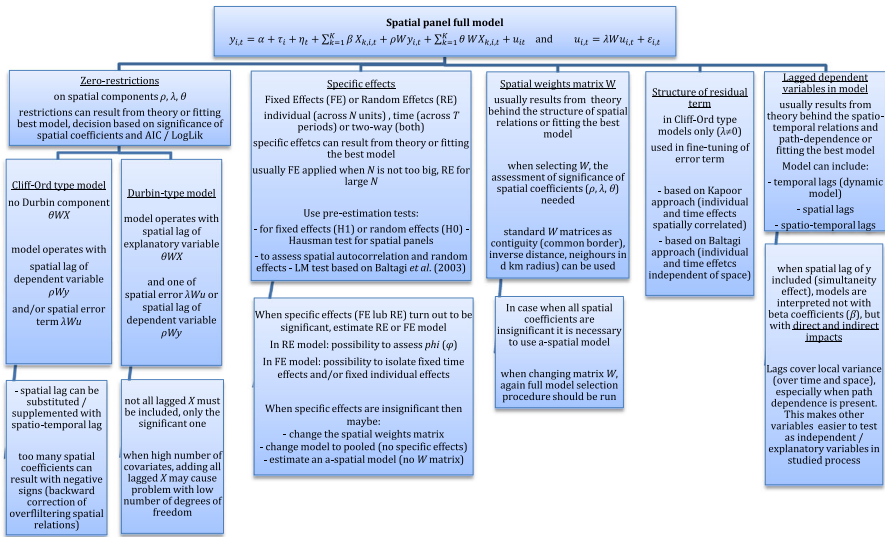 Spatial panel full model
y_{i,t} = α + τ_i + η_t + ∑_{k=1}^{K} β X_{k,i,t} + ρWy_{i,t} + ∑_{k=1}^{K} θ WX_{k,i,t} + u_{it} and u_{i,t} = λWu_{i,t} + ε_{i,t}
Zero-restrictions
on spatial components ρ, λ, θ
restrictions can result from theory or fitting
best model, decision based on significance of
spatial coefficients and AIC / LogLik
Cliff-Ord type model
no Durbin component
θWX
model operates with
spatial lag of
dependent variable
ρWy
and/or spatial error
term λWu
- spatial lag can be
substituted /
supplemented with
spatio-temporal lag
too many spatial
coefficients can
result with negative
signs (backward
correction of
overfliltering spatial
relations)
Durbin-type model
model operates with
spatial lag of
explanatory variable
θWX
and one of
spatial error λWu or
spatial lag of
dependent variable
ρWy
not all lagged X must
be included, only the
significant one
when high number of
covariates, adding all
lagged X may cause
problem with low
number of degrees of
freedom
Specific effects
Fixed Effects (FE) or Random Effetcs (RE)
individual (across N units) , time (across T
periods) or two-way (both)
specific effetcs can result from theory or fitting
the best model
usually FE applied when N is not too big, RE for
large N
Use pre-estimation tests:
- for fixed effects (H1) or random effects (H0) -
Hausman test for spatial panels
- to assess spatial autocorrelation and random
effects - LM test based on Baltagi et al. (2003)
When specific effects (FE lub RE) turn out to be
significant, estimate RE or FE model
In RE model: possibility to assess phi (φ)
In FE model: possibility to isolate fixed time
effects and/or fixed individual effects
When specific effects are insignificant then
maybe:
- change the spatial weights matrix
- change model to pooled (no specific effects)
- estimate an a-spatial model (no W matrix)
Spatial weights matrix W
usually results from theory
behind the structure of spatial
relations or fitting the best
model
when selecting W, the
assessment of significance of
spatial coefficients (ρ, λ, θ)
needed
standard W matrices as
contiguity (common border),
inverse distance, neighours in
d km radius) can be used
In case when all spatial
coefficients are
insignificant it is necessary
to use a-spatial model
when changing matrix W,
again full model selection
procedure should be run
Structure of residual
term
in Cliff-Ord type
models only (λ≠0)
used in fine-tuning of
error term
- based on Kapoor
approach (individual
and time effects
spatially correlated)
- based on Baltagi
approach (individual
and time effetcs
independent of space)
Lagged dependent
variables in model
usually results from
theory behind the spatio-
temporal relations and
path-dependence or
fitting the best model
Model can include:
- temporal lags (dynamic
model)
- spatial lags
- spatio-temporal lags
when spatial lag of y
included (simultaneity
effect), models are
interpreted not with
beta coefficients (β), but
with direct and indirect
impacts
Lags cover local variance
(over time and space),
especially when path
dependence is present.
This makes other
variables easier to test
as independent /
explanatory variables in
studied process